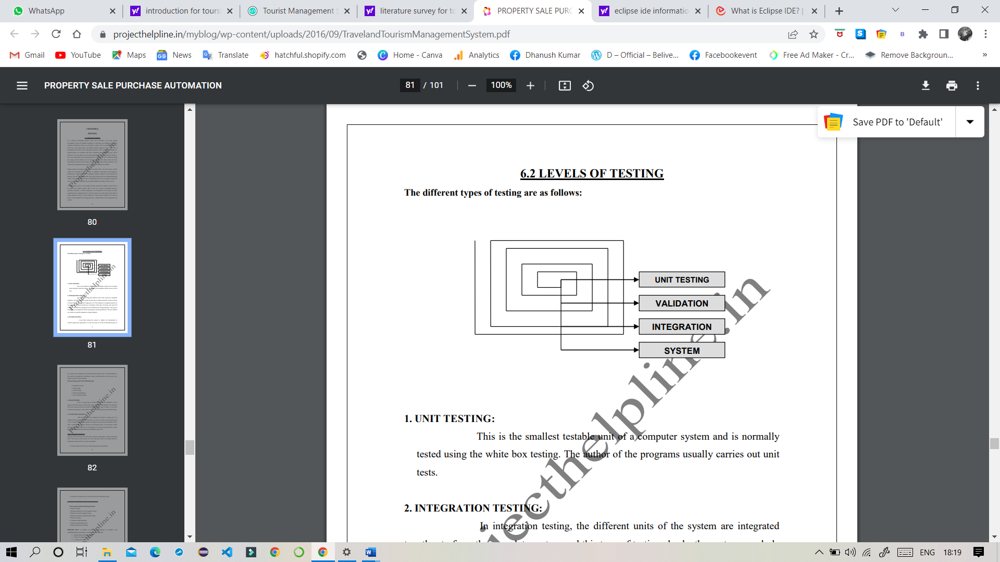 WhatsApp
introduction for tours
Tourist Management S
literature survey for to
PROPERTY SALE PURC
eclipse ide informatio
What is Eclipse IDE? |
projecthelpline.in/myblog/wp-content/uploads/2016/09/TravelandTourismManagementSystem.pdf
Gmail
YouTube
Maps
News
Translate
hatchful.shopify.com
Home - Canva
Analytics
Dhanush Kumar
D – Official – Belive...
Facebookevent
Free Ad Maker - Cr...
Remove Backgroun...
»
PROPERTY SALE PURCHASE AUTOMATION
81 / 101
100%
Save PDF to 'Default'
80
81
82
6.2 LEVELS OF TESTING
The different types of testing are as follows:
UNIT TESTING
VALIDATION
INTEGRATION
SYSTEM
1. UNIT TESTING:
This is the smallest testable unit of a computer system and is normally
tested using the white box testing. The author of the programs usually carries out unit
tests.
2. INTEGRATION TESTING:
In integration testing, the different units of the system are integrated
ojecthelpline.in
ENG
18:19